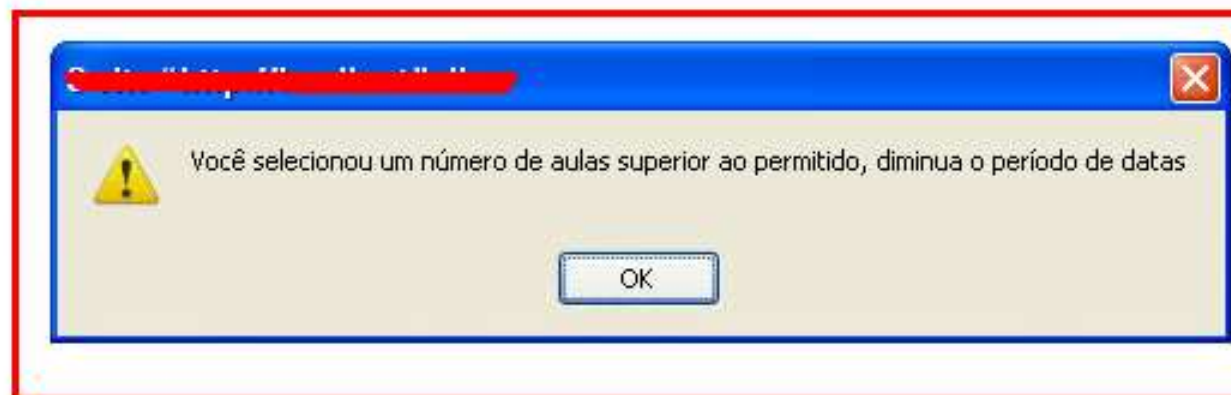 Você selecionou um número de aulas superior ao permitido, diminua o período de datas
OK